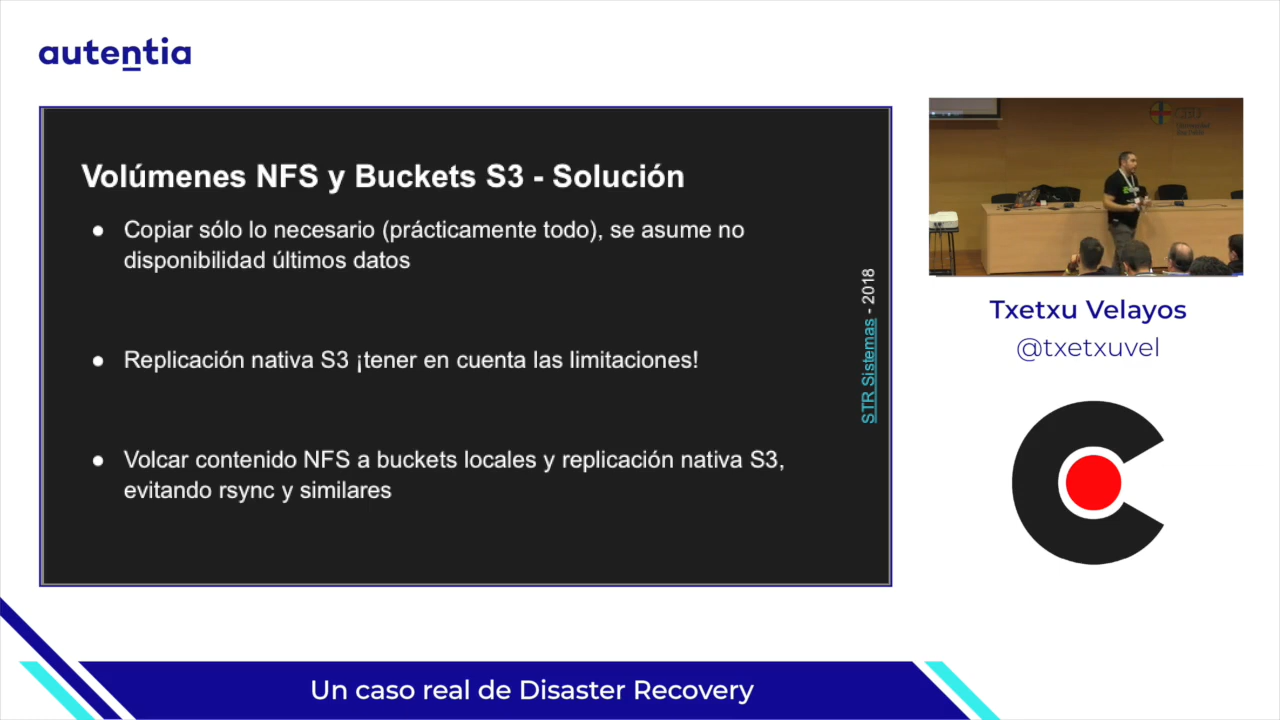 autentia
Volúmenes NFS y Buckets S3 - Solución
● Copiar sólo lo necesario (prácticamente todo), se asume no
disponibilidad últimos datos
● Replicación nativa S3 ¡tener en cuenta las limitaciones!
● Volcar contenido NFS a buckets locales y replicación nativa S3,
evitando rsync y similares
STR Sistemas - 2018
Txetxu Velayos
@txetxuvel
Un caso real de Disaster Recovery